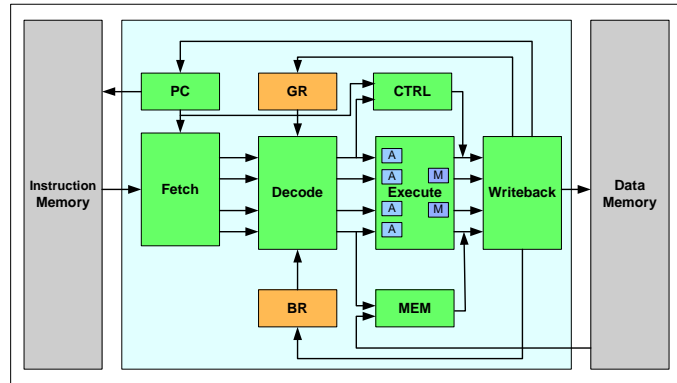 PC
GR
CTRL
Instruction
Memory
Fetch
Decode
A
A
M
Execute
A
M
A
Writeback
Data
Memory
BR
MEM